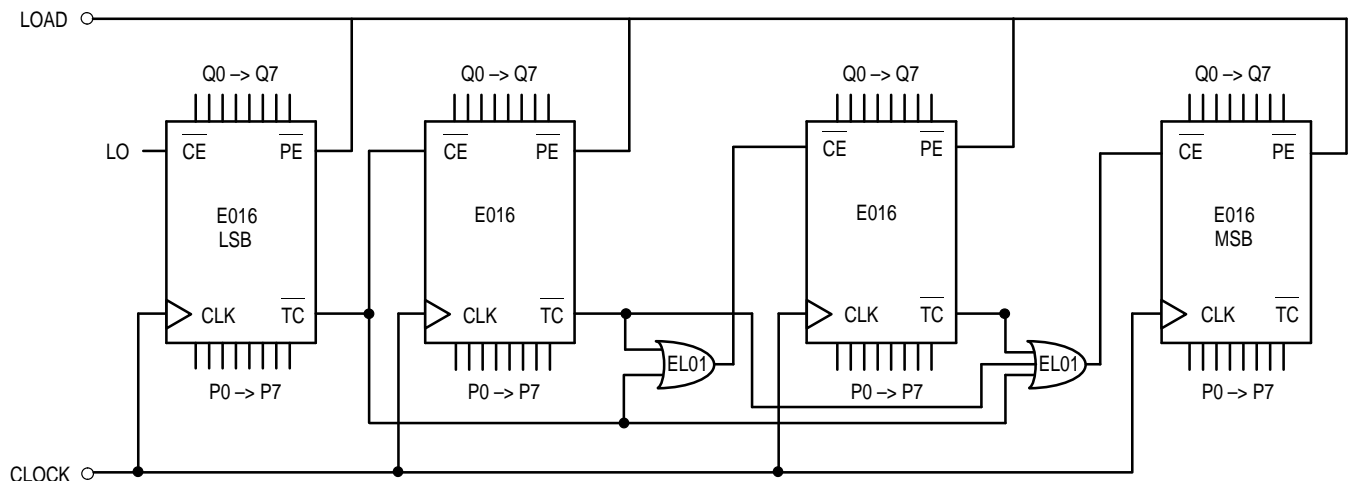 LOAD
Q0 –> Q7
Q0 –> Q7
Q0 –> Q7
Q0 –> Q7
LO
CE
PE
CE
PE
CE
PE
CE
PE
E016
LSB
E016
E016
E016
MSB
CLK
TC
CLK
TC
CLK
TC
CLK
TC
EL01
EL01
P0 –> P7
P0 –> P7
P0 –> P7
P0 –> P7
CLOCK